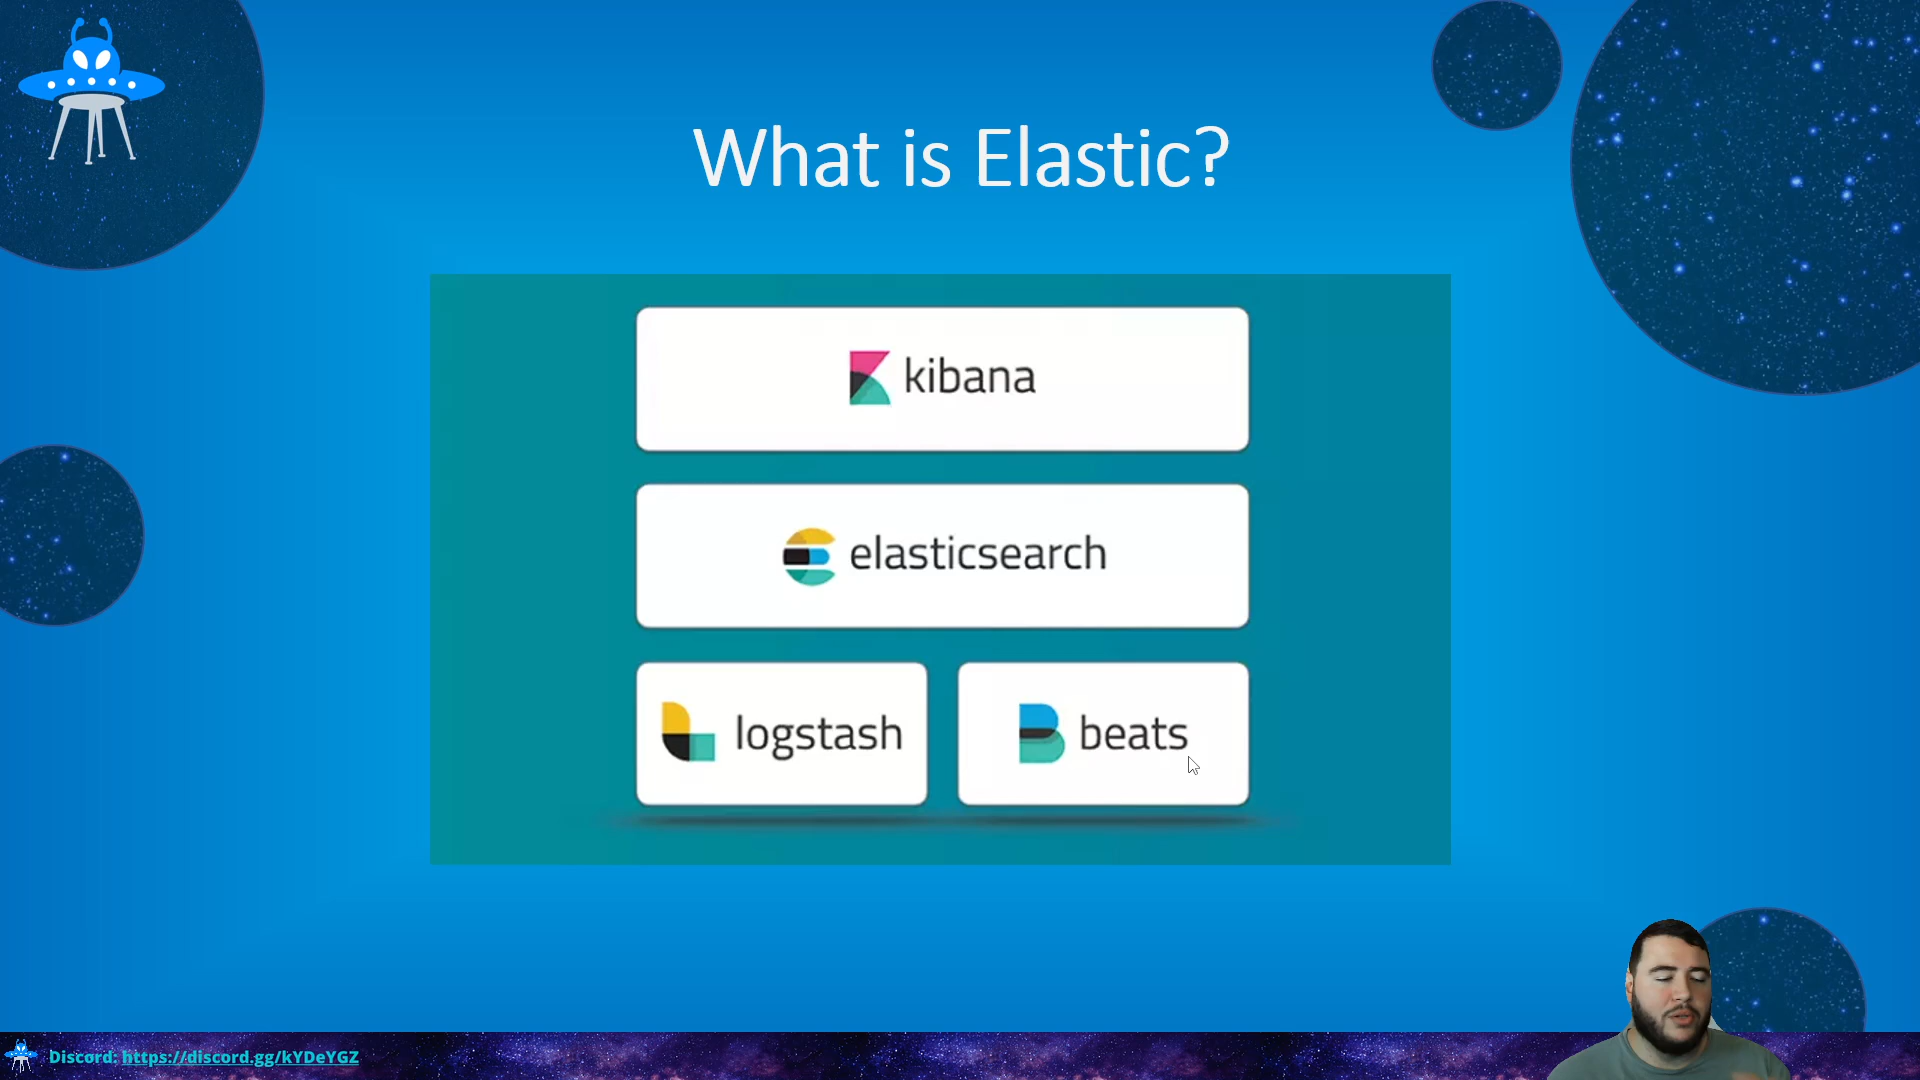 What is Elastic?
kibana
elasticsearch
logstash
beats
Discord: https://discord.gg/kYDeYGZ